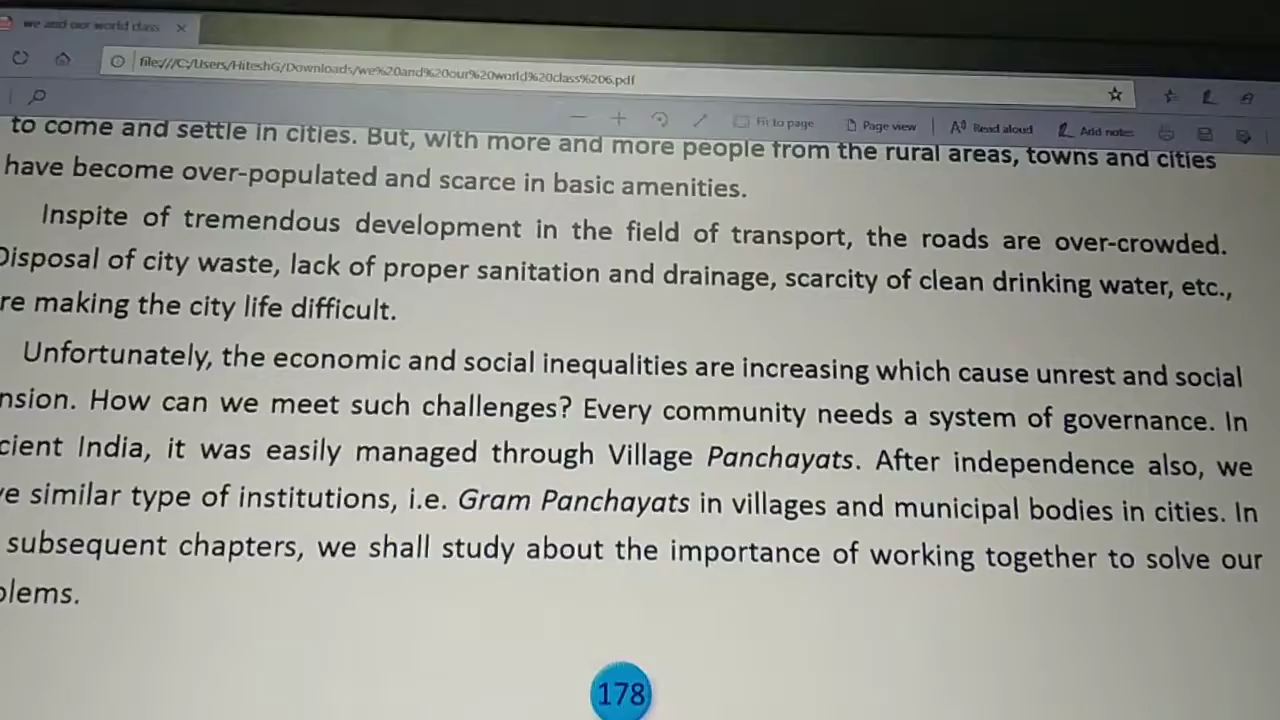 we and our world class
file:///C:/Users/HiteshG/Downloads/we%20and%20our%20world%20class%206.pdf
Fit to page Page view Read aloud Add notes
to come and settle in cities. But, with more and more people from the rural areas, towns and cities
have become over-populated and scarce in basic amenities.
Inspite of tremendous development in the field of transport, the roads are over-crowded.
Disposal of city waste, lack of proper sanitation and drainage, scarcity of clean drinking water, etc.,
re making the city life difficult.
Unfortunately, the economic and social inequalities are increasing which cause unrest and social
nsion. How can we meet such challenges? Every community needs a system of governance. In
cient India, it was easily managed through Village Panchayats. After independence also, we
ve similar type of institutions, i.e. Gram Panchayats in villages and municipal bodies in cities. In
subsequent chapters, we shall study about the importance of working together to solve our
blems.
178